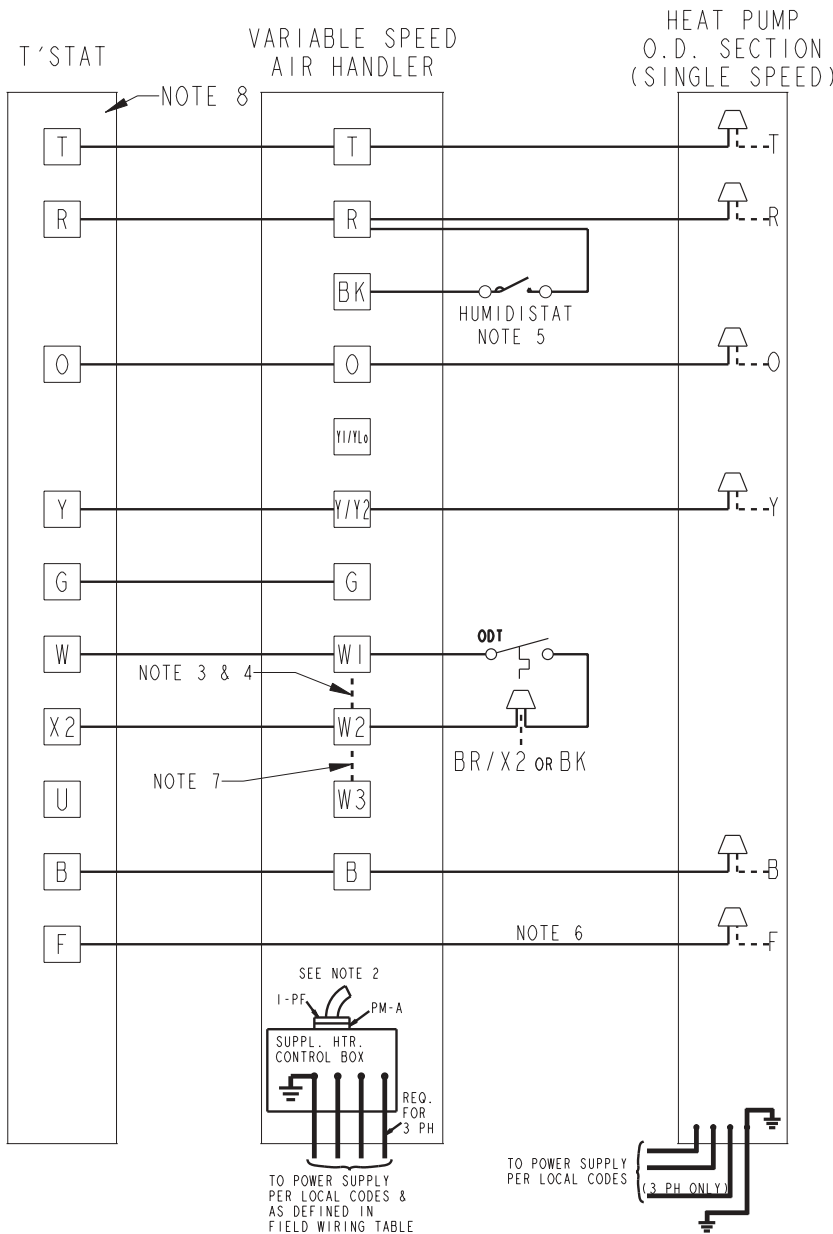 T'STAT
VARIABLE SPEED
AIR HANDLER
HEAT PUMP
O.D. SECTION
(SINGLE SPEED)
NOTE 8
T T T
R R R
BK
HUMIDISTAT
NOTE 5
O O O
Y1/YLo
Y Y/Y2 Y
G G
W W1 ODT
NOTE 3 & 4
X2 W2
BR/X2 OR BK
NOTE 7
U W3
B B B
F NOTE 6 F
SEE NOTE 2
1-PF
PM-A
SUPPL. HTR.
CONTROL BOX
REQ.
FOR
3 PH
TO POWER SUPPLY
PER LOCAL CODES &
AS DEFINED IN
FIELD WIRING TABLE
TO POWER SUPPLY
PER LOCAL CODES
(3 PH ONLY)